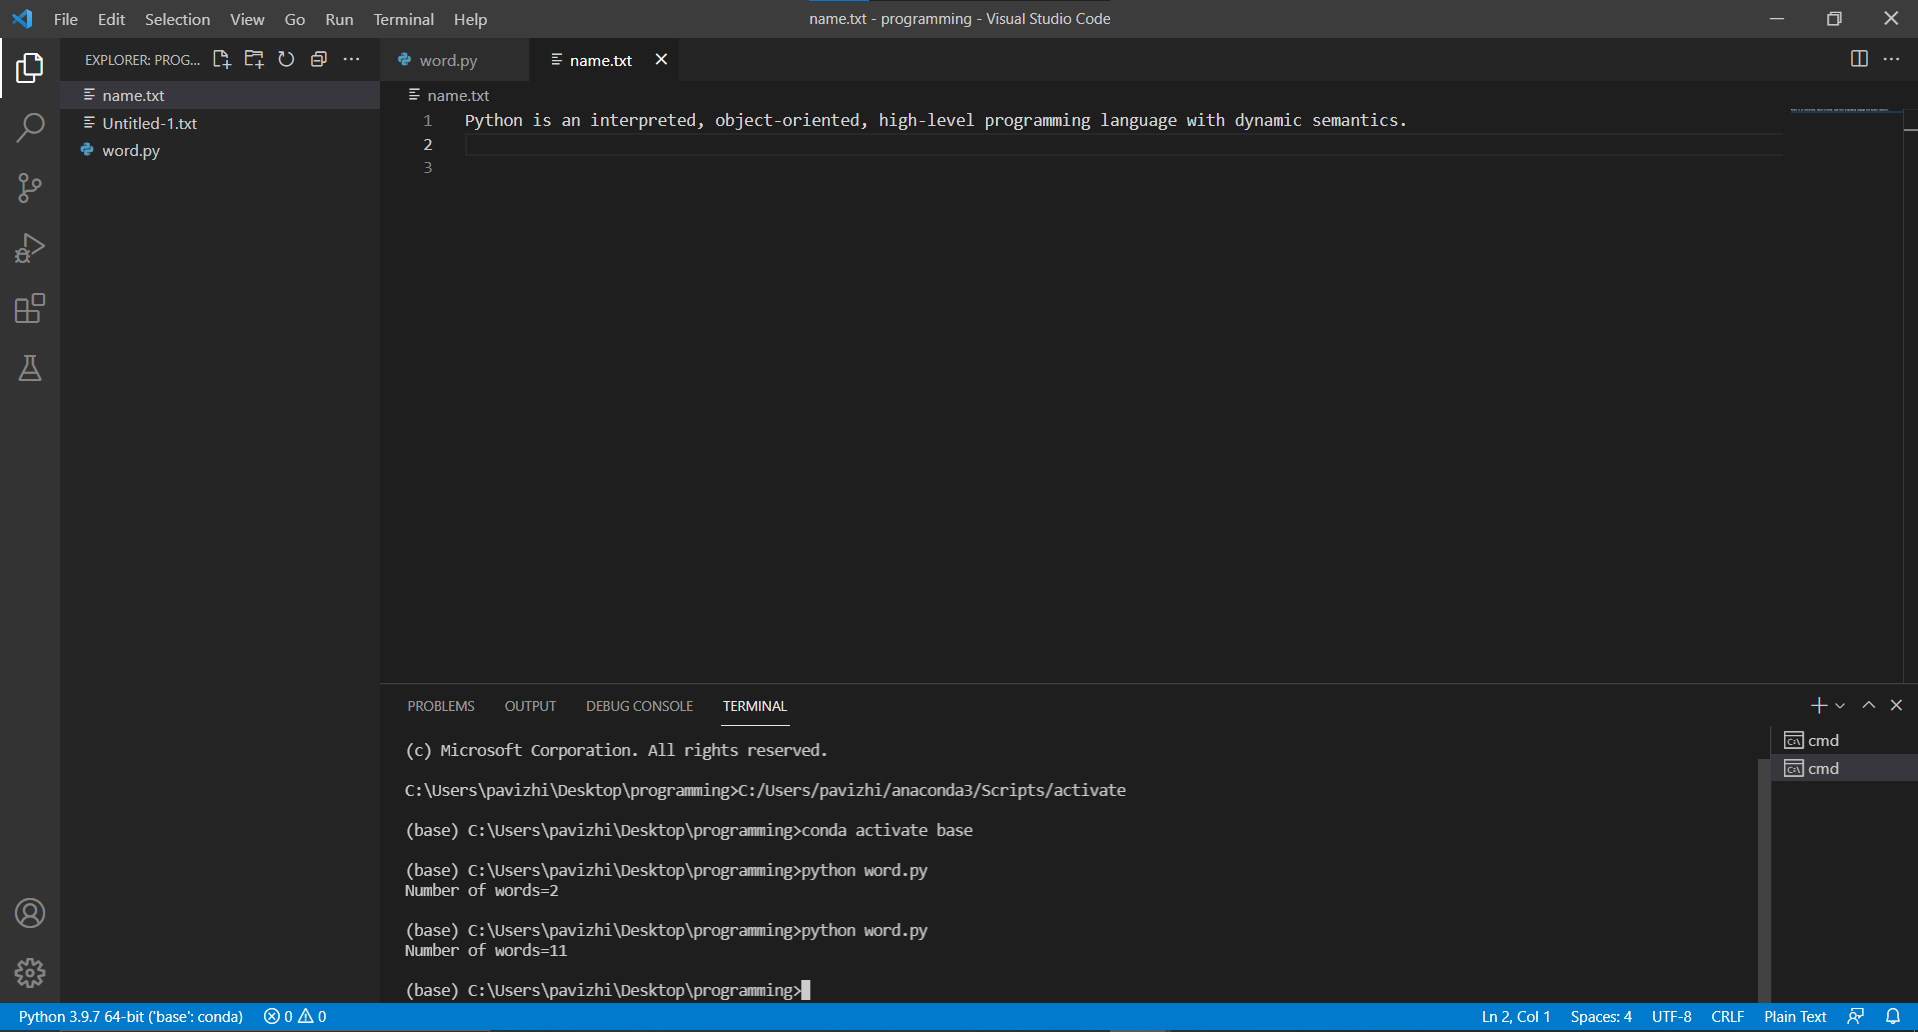 File Edit Selection View Go Run Terminal Help
name.txt - programming - Visual Studio Code
EXPLORER: PROG...
name.txt
Untitled-1.txt
word.py
word.py
name.txt
name.txt
1 Python is an interpreted, object-oriented, high-level programming language with dynamic semantics.
2
3
PROBLEMS OUTPUT DEBUG CONSOLE TERMINAL
(c) Microsoft Corporation. All rights reserved.
C:\Users\pavizhi\Desktop\programming>C:/Users/pavizhi/anaconda3/Scripts/activate
(base) C:\Users\pavizhi\Desktop\programming>conda activate base
(base) C:\Users\pavizhi\Desktop\programming>python word.py
Number of words=2
(base) C:\Users\pavizhi\Desktop\programming>python word.py
Number of words=11
(base) C:\Users\pavizhi\Desktop\programming>
cmd
cmd
Python 3.9.7 64-bit ('base': conda) 0 0 Ln 2, Col 1 Spaces: 4 UTF-8 CRLF Plain Text